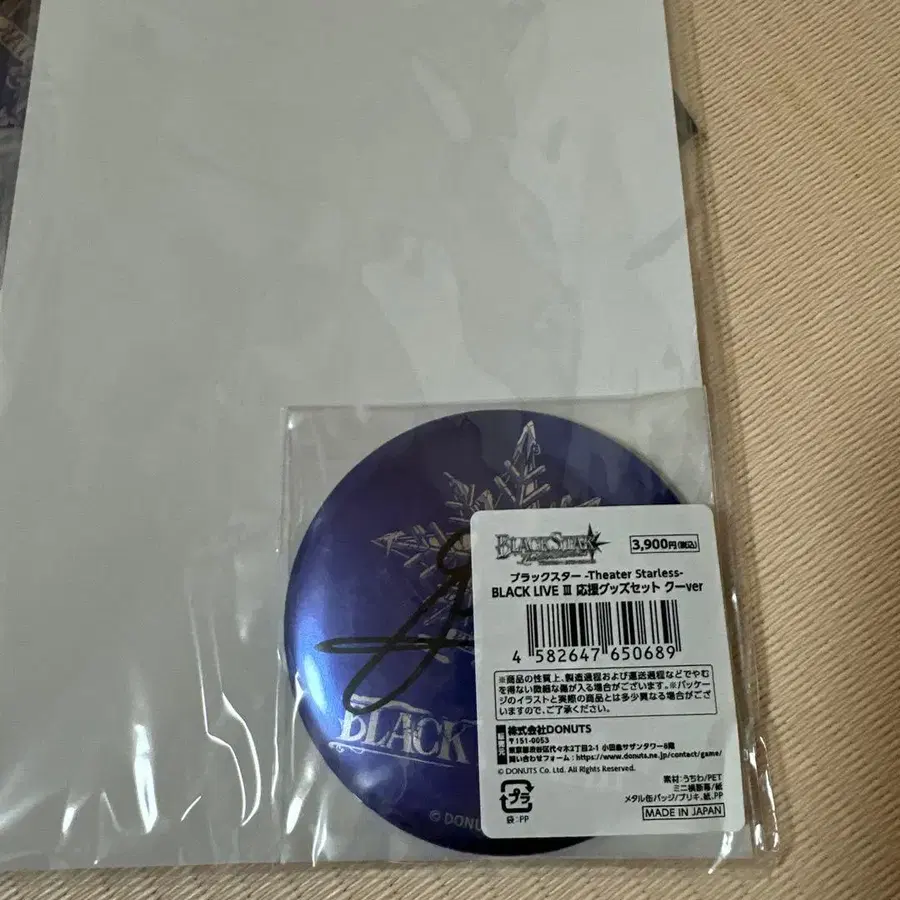 BLACKSTAR
3,900円(税込)
ブラックスター -Theater Starless-
BLACK LIVE Ⅲ 応援グッズセット クーver
4 582647 650689
※商品の性質上、製造過程および運送過程などでやむ
を得ない微細な傷が入る場合がございます。※パッケー
ジのイラストと実際の商品とは多少異なる場合がござ
いますので、ご了承ください。
販売元
株式会社DONUTS
〒151-0053
東京都渋谷区代々木2丁目2-1 小田急サザンタワー8階
問い合わせフォーム：https://www.donuts.ne.jp/contact/game/
© DONUTS Co. Ltd. All Rights Reserved.
プラ
袋：PP
素材：うちわ/PET
ミニ横断幕/紙
メタル缶バッジ/ブリキ、紙、PP
MADE IN JAPAN
BLACK
© DONU